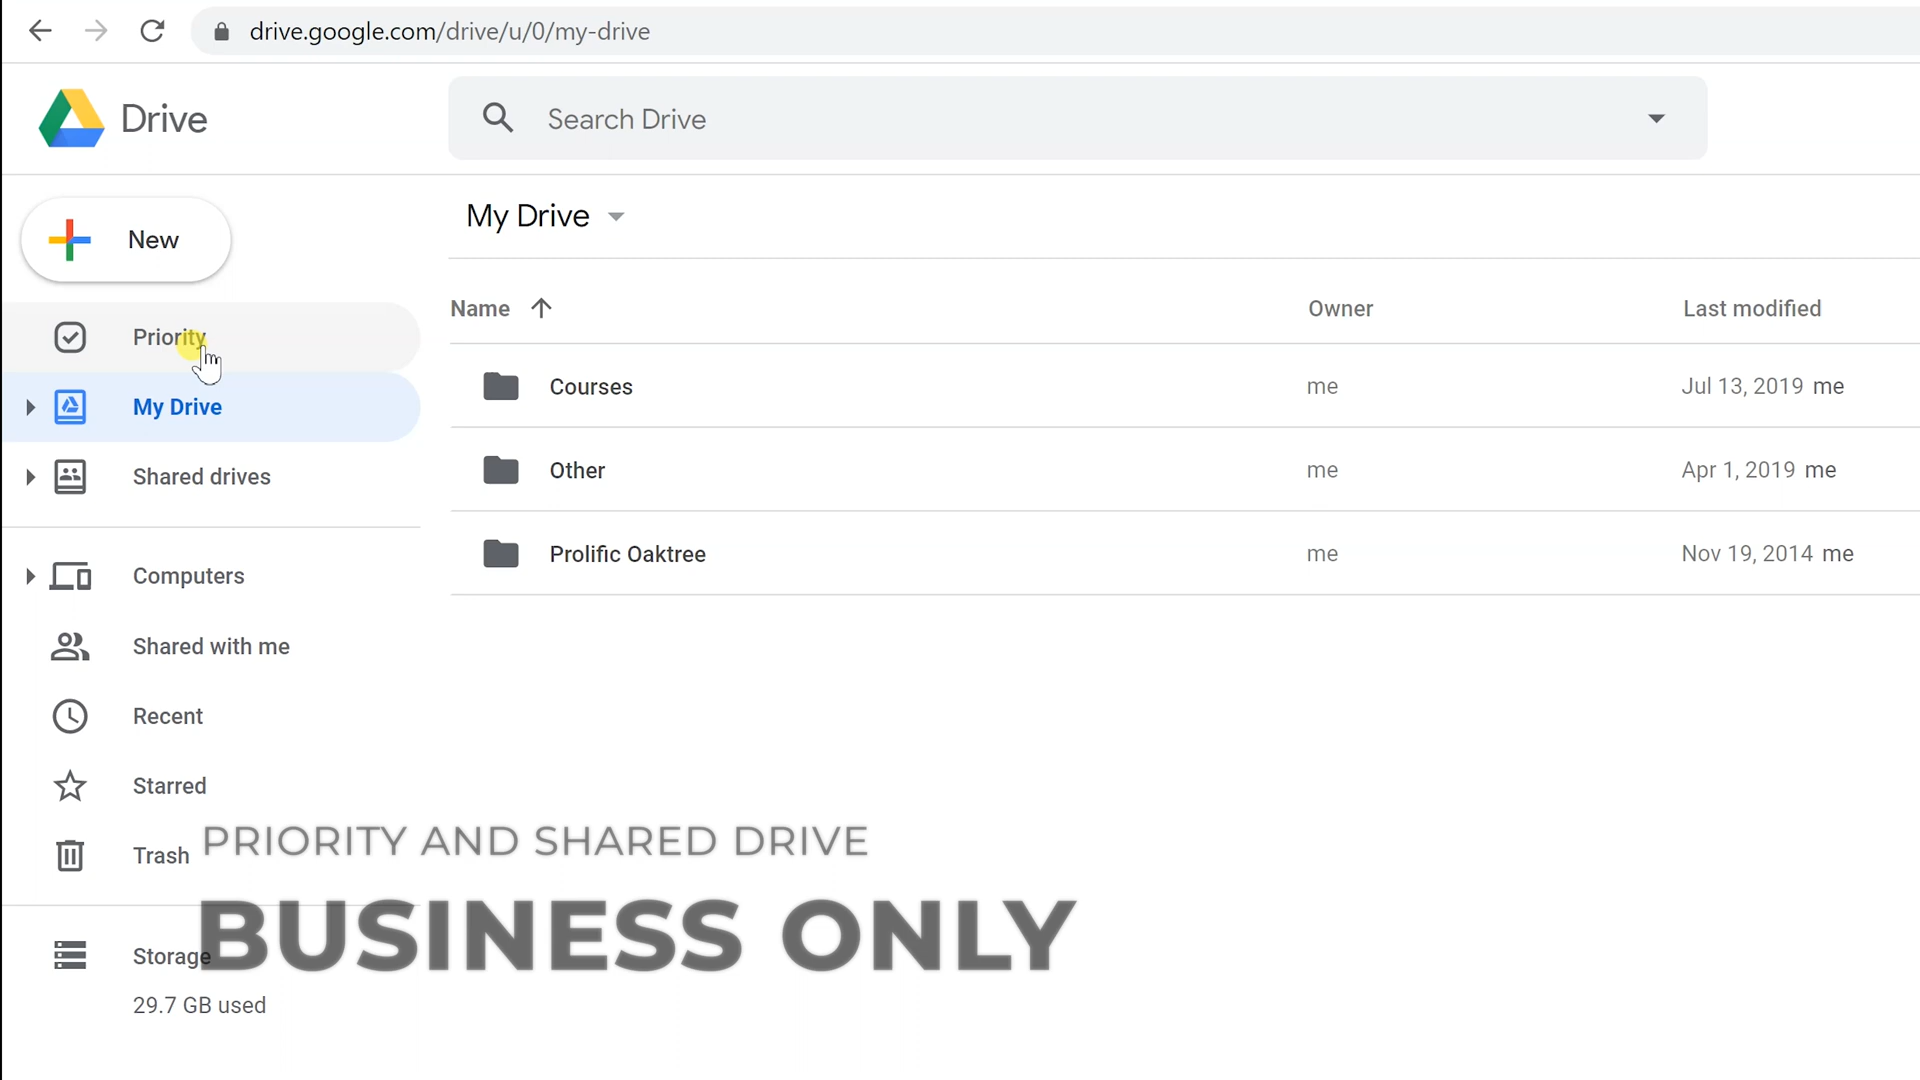 drive.google.com/drive/u/0/my-drive
Drive
Search Drive
New
My Drive
Name Owner Last modified
Priority
My Drive
Shared drives
Computers
Shared with me
Recent
Starred
Trash
Storage
29.7 GB used
Courses me Jul 13, 2019 me
Other me Apr 1, 2019 me
Prolific Oaktree me Nov 19, 2014 me
PRIORITY AND SHARED DRIVE
BUSINESS ONLY